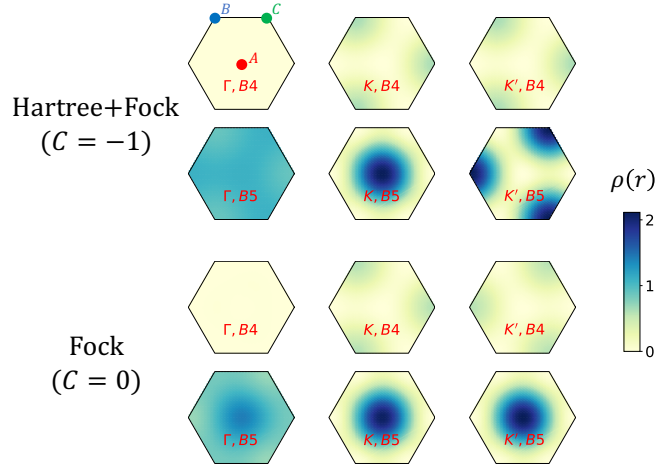 B
C
A
Γ, B4
K, B4
K′, B4
Hartree+Fock
(C = −1)
Γ, B5
K, B5
K′, B5
ρ(r)
2
1
0
Γ, B4
K, B4
K′, B4
Fock
(C = 0)
Γ, B5
K, B5
K′, B5